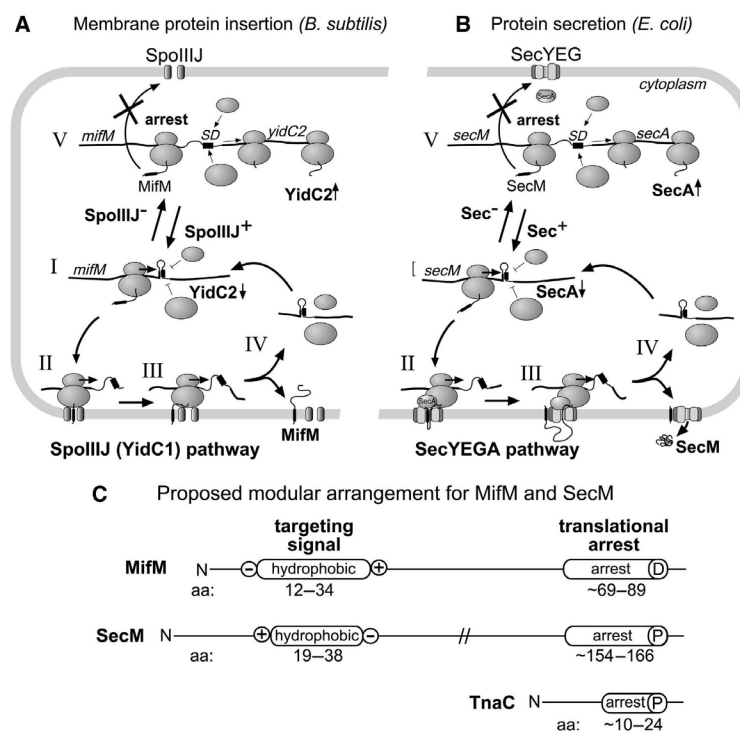 A Membrane protein insertion (B. subtilis)
SpoIIIJ
V
mifM
arrest
SD
yidC2
MifM
YidC2↑
SpoIIIJ⁻
SpoIIIJ⁺
I
mifM
YidC2↓
II
III
IV
MifM
SpoIIIJ (YidC1) pathway
B Protein secretion (E. coli)
SecYEG
cytoplasm
SecA
V
secM
arrest
SD
secA
SecM
SecA↑
Sec⁻
Sec⁺
I
secM
SecA↓
II
III
IV
SecA
SecM
SecYEGA pathway
C Proposed modular arrangement for MifM and SecM
targeting
signal
translational
arrest
MifM N − hydrophobic + arrest D
aa: 12–34 ~69–89
SecM N + hydrophobic − // arrest P
aa: 19–38 ~154–166
TnaC N arrest P
aa: ~10–24